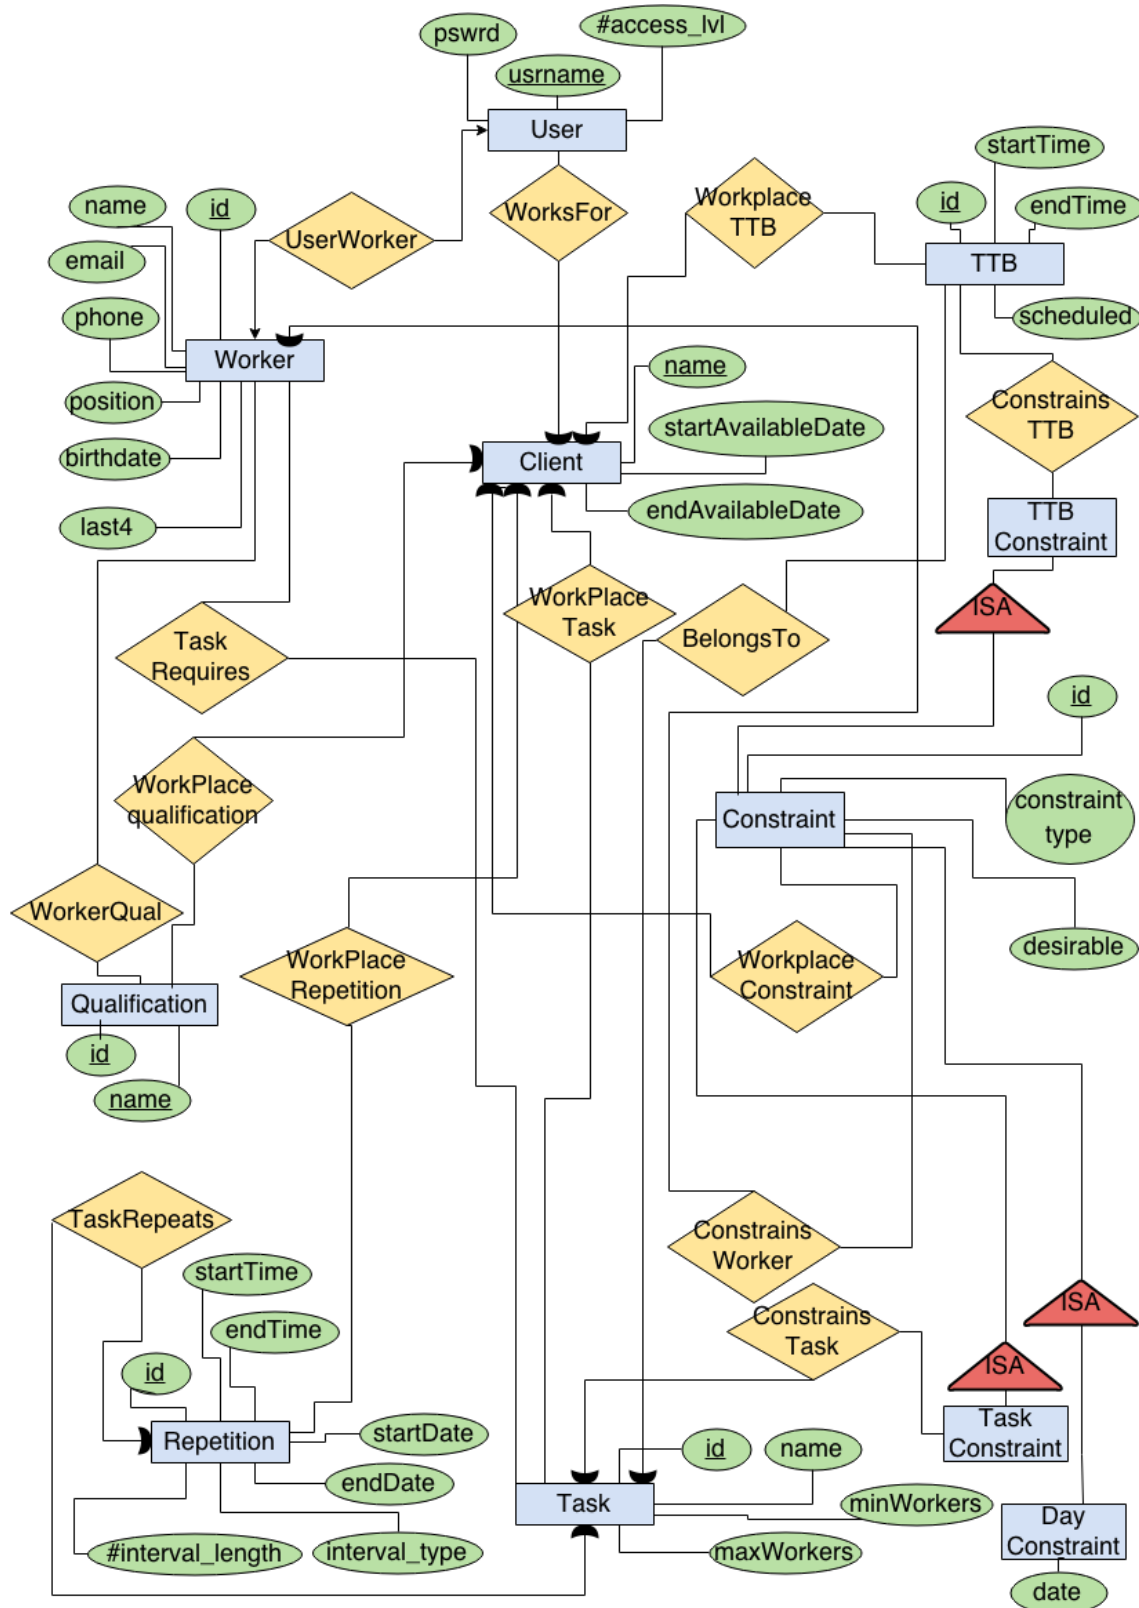 #access_lvl
pswrd
usrname
User
startTime
Workplace
TTB
name
id
WorksFor
id
endTime
UserWorker
email
TTB
phone
scheduled
Worker
name
position
Constrains
TTB
startAvailableDate
birthdate
Client
endAvailableDate
last4
TTB
Constraint
WorkPlace
Task
ISA
Task
Requires
BelongsTo
id
WorkPlace
qualification
constraint
type
Constraint
WorkerQual
desirable
WorkPlace
Repetition
Workplace
Constraint
Qualification
id
name
TaskRepeats
Constrains
Worker
startTime
ISA
endTime
Constrains
Task
id
ISA
startDate
Task
Constraint
Repetition
id
name
endDate
Task
minWorkers
Day
Constraint
#interval_length
interval_type
maxWorkers
date